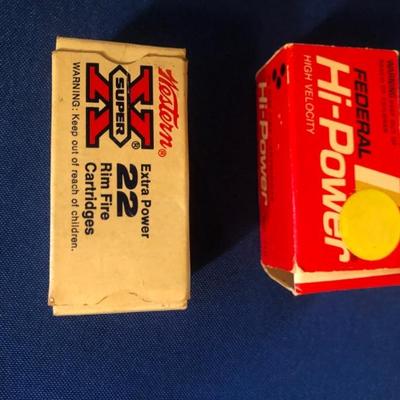 Western®
SUPER
X®
Extra Power
22
Rim Fire
Cartridges
WARNING: Keep out of reach of children.
FEDERAL
Hi-Power
HIGH VELOCITY
Hi-Power